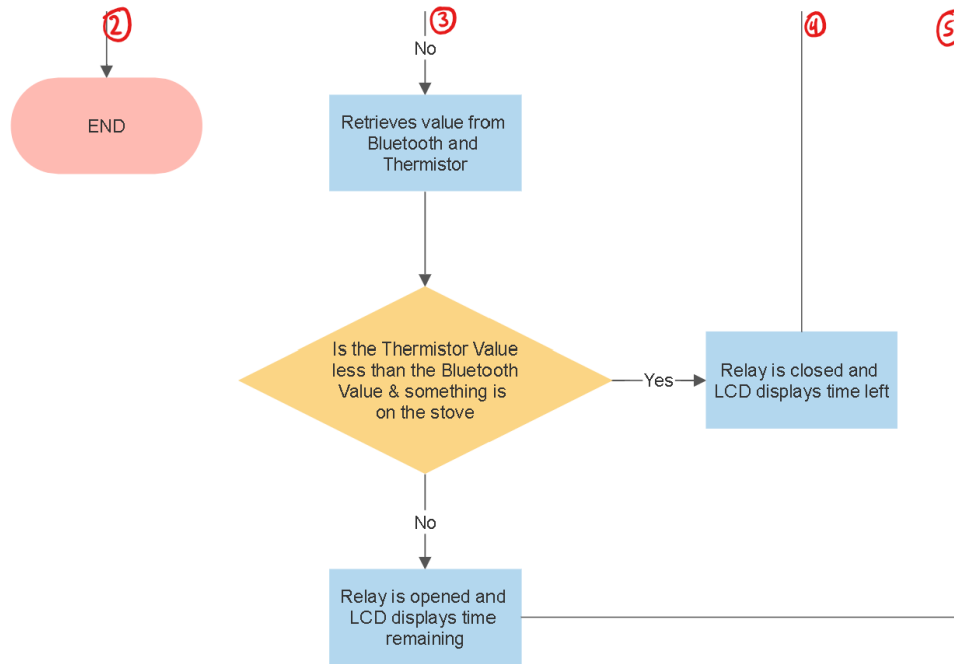 ②
③
④
⑤
No
END
Retrieves value from
Bluetooth and
Thermistor
Is the Thermistor Value
less than the Bluetooth
Value & something is
on the stove
Yes
Relay is closed and
LCD displays time left
No
Relay is opened and
LCD displays time
remaining